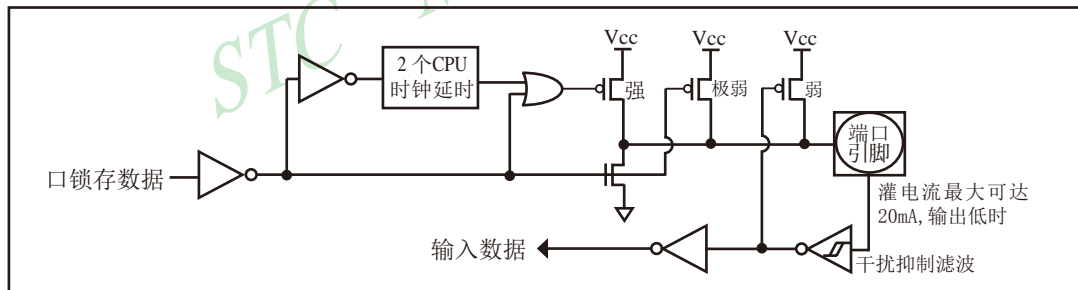 STC
Vcc
Vcc
Vcc
2 个CPU
时钟延时
强
极弱
弱
端口
引脚
口锁存数据
灌电流最大可达
20mA,输出低时
输入数据
干扰抑制滤波